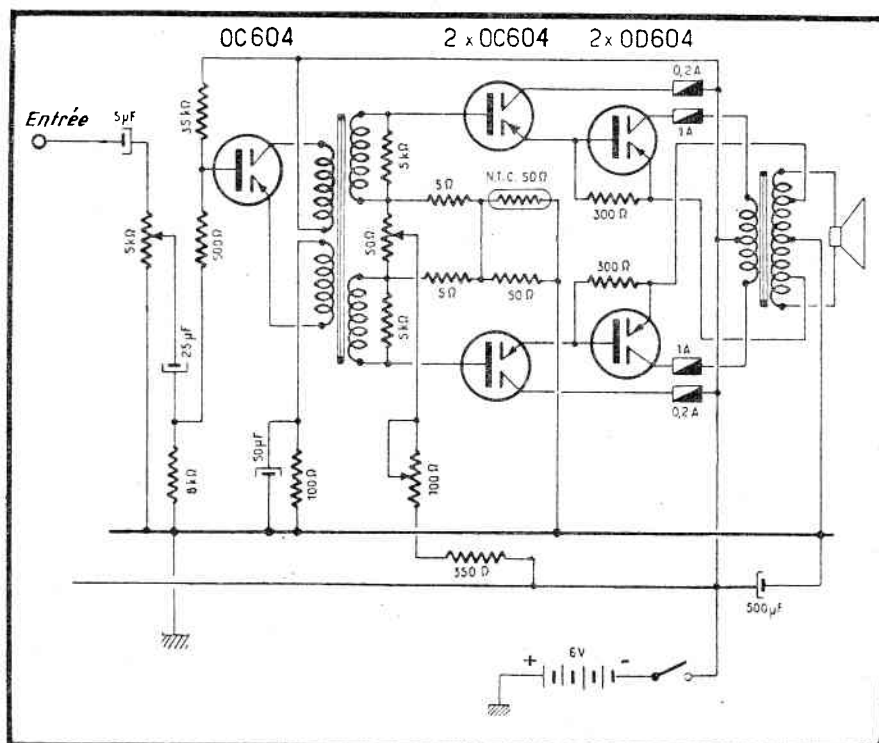 OC604 2 x OC604 2 x OD604
0,2A
Entrée 5µF 35kΩ 1A
5kΩ 5Ω N.T.C. 50Ω
300Ω
5kΩ 500Ω 50Ω
300Ω
5Ω 50Ω
25µF 5kΩ
1A
0,2A
8kΩ 50µF 100Ω 100Ω
350Ω
500µF
+ 6V -